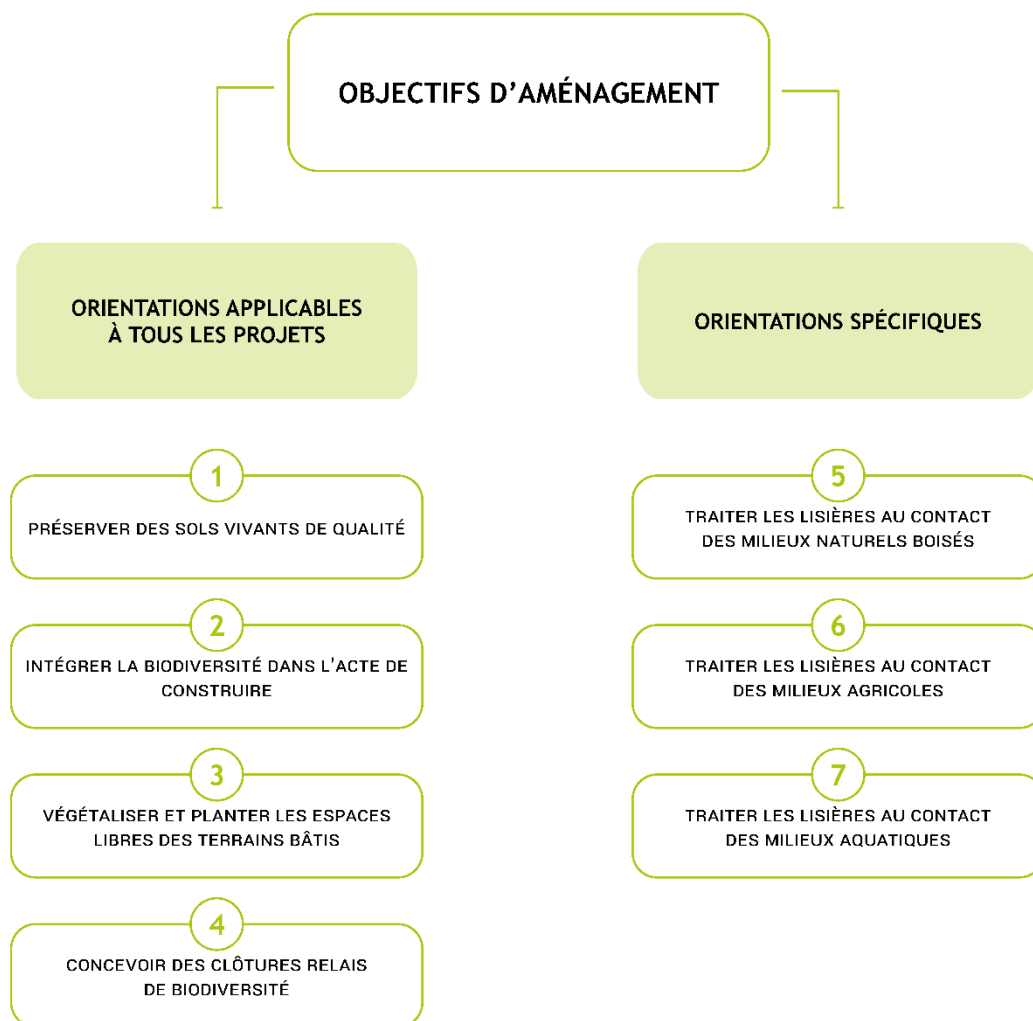 OBJECTIFS D'AMÉNAGEMENT
ORIENTATIONS APPLICABLES
À TOUS LES PROJETS
1
PRÉSERVER DES SOLS VIVANTS DE QUALITÉ
2
INTÉGRER LA BIODIVERSITÉ DANS L'ACTE DE
CONSTRUIRE
3
VÉGÉTALISER ET PLANTER LES ESPACES
LIBRES DES TERRAINS BÂTIS
4
CONCEVOIR DES CLÔTURES RELAIS
DE BIODIVERSITÉ
ORIENTATIONS SPÉCIFIQUES
5
TRAITER LES LISIÈRES AU CONTACT
DES MILIEUX NATURELS BOISÉS
6
TRAITER LES LISIÈRES AU CONTACT
DES MILIEUX AGRICOLES
7
TRAITER LES LISIÈRES AU CONTACT
DES MILIEUX AQUATIQUES